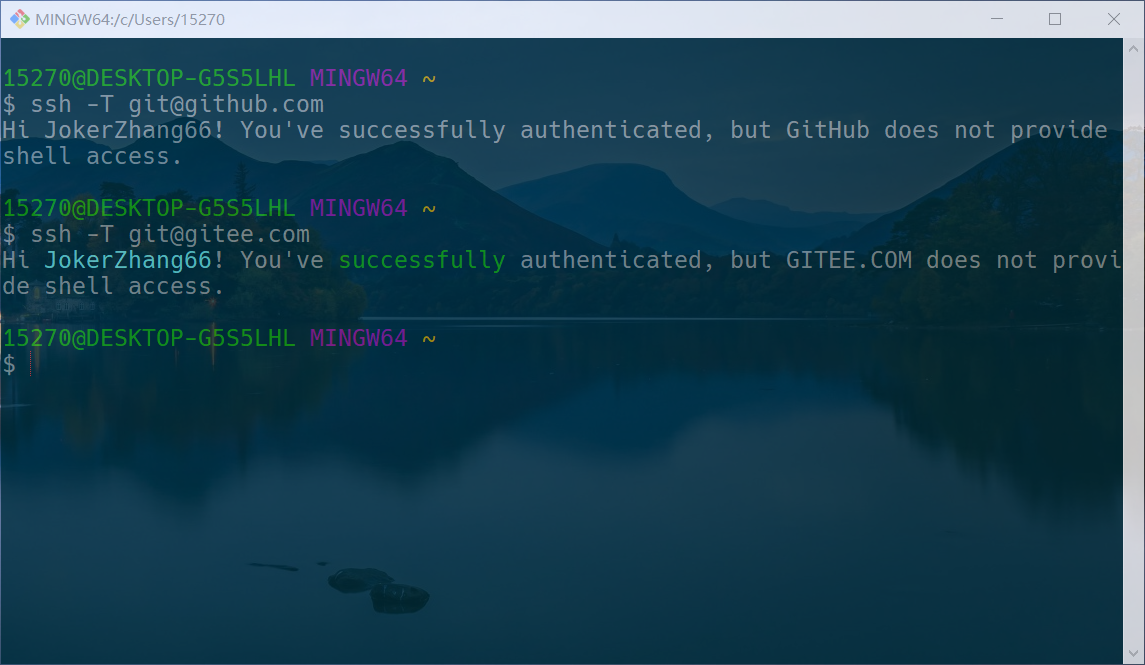 MINGW64:/c/Users/15270
15270@DESKTOP-G5S5LHL MINGW64 ~
$ ssh -T git@github.com
Hi JokerZhang66! You've successfully authenticated, but GitHub does not provide
shell access.
15270@DESKTOP-G5S5LHL MINGW64 ~
$ ssh -T git@gitee.com
Hi JokerZhang66! You've successfully authenticated, but GITEE.COM does not provi
de shell access.
15270@DESKTOP-G5S5LHL MINGW64 ~
$